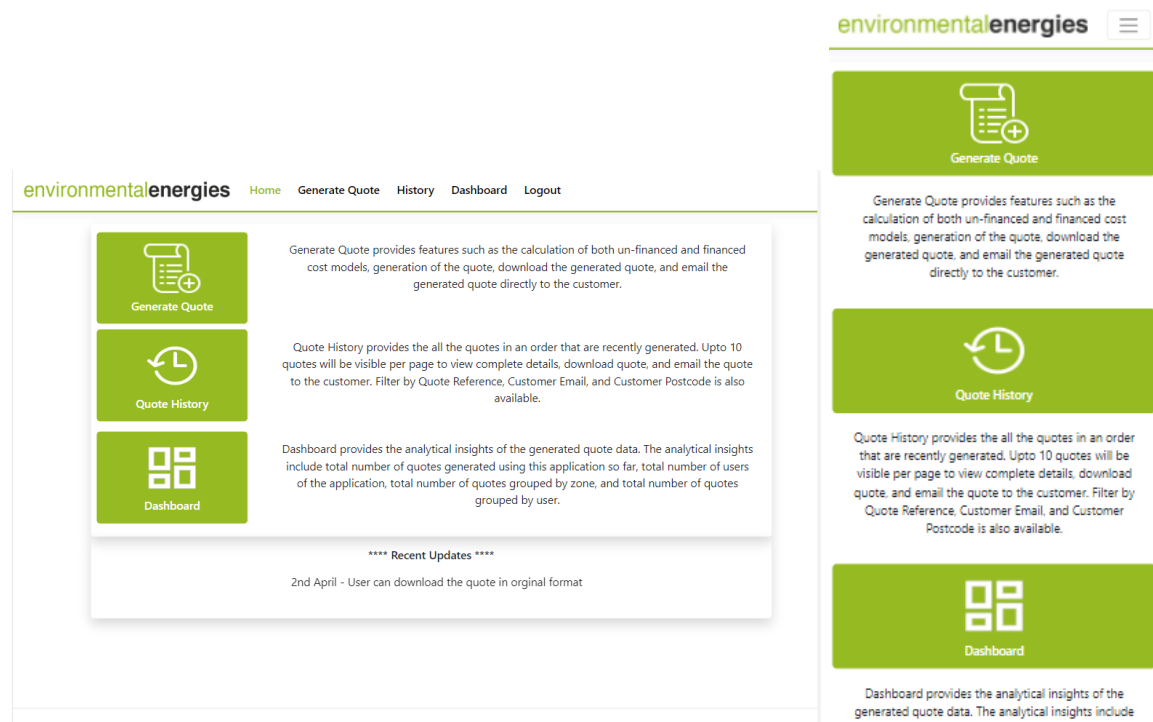 environmentalenergies Home Generate Quote History Dashboard Logout
Generate Quote
Generate Quote provides features such as the calculation of both un-financed and financed
cost models, generation of the quote, download the generated quote, and email the
generated quote directly to the customer.
Quote History
Quote History provides the all the quotes in an order that are recently generated. Upto 10
quotes will be visible per page to view complete details, download quote, and email the quote
to the customer. Filter by Quote Reference, Customer Email, and Customer Postcode is also
available.
Dashboard
Dashboard provides the analytical insights of the generated quote data. The analytical insights
include total number of quotes generated using this application so far, total number of users
of the application, total number of quotes grouped by zone, and total number of quotes
grouped by user.
**** Recent Updates ****
2nd April - User can download the quote in orginal format
environmentalenergies
Generate Quote
Generate Quote provides features such as the
calculation of both un-financed and financed cost
models, generation of the quote, download the
generated quote, and email the generated quote
directly to the customer.
Quote History
Quote History provides the all the quotes in an order
that are recently generated. Upto 10 quotes will be
visible per page to view complete details, download
quote, and email the quote to the customer. Filter by
Quote Reference, Customer Email, and Customer
Postcode is also available.
Dashboard
Dashboard provides the analytical insights of the
generated quote data. The analytical insights include